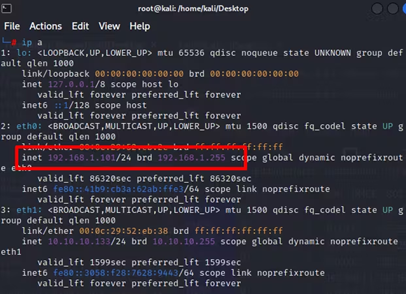 root@kali: /home/kali/Desktop
File Actions Edit View Help
ip a
1: lo: <LOOPBACK,UP,LOWER_UP> mtu 65536 qdisc noqueue state UNKNOWN group def
ault qlen 1000
link/loopback 00:00:00:00:00:00 brd 00:00:00:00:00:00
inet 127.0.0.1/8 scope host lo
valid_lft forever preferred_lft forever
inet6 ::1/128 scope host
valid_lft forever preferred_lft forever
2: eth0: <BROADCAST,MULTICAST,UP,LOWER_UP> mtu 1500 qdisc fq_codel state UP g
roup default qlen 1000
link/ether brd ff:ff:ff:ff:ff:ff
inet 192.168.1.101/24 brd 192.168.1.255 scope global dynamic noprefixrout
e eth0
valid_lft 86320sec preferred_lft 86320sec
inet6 fe80::41b9:cb3a:62ab:ffe3/64 scope link noprefixroute
valid_lft forever preferred_lft forever
3: eth1: <BROADCAST,MULTICAST,UP,LOWER_UP> mtu 1500 qdisc fq_codel state UP g
roup default qlen 1000
link/ether 00:0c:29:52:eb:38 brd ff:ff:ff:ff:ff:ff
inet 10.10.10.133/24 brd 10.10.10.255 scope global dynamic noprefixroute
eth1
valid_lft 1599sec preferred_lft 1599sec
inet6 fe80::3058:f28:7628:9443/64 scope link noprefixroute
valid_lft forever preferred_lft forever